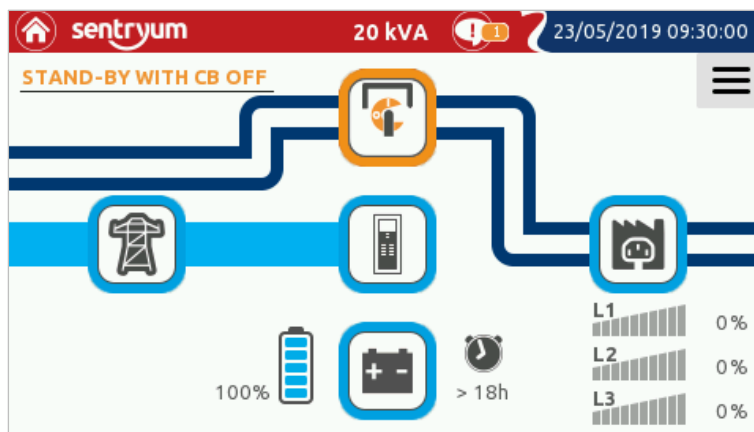 sentryum 20 kVA ! 1 23/05/2019 09:30:00
STAND-BY WITH CB OFF
L1 0%
L2 0%
100% > 18h
L3 0%